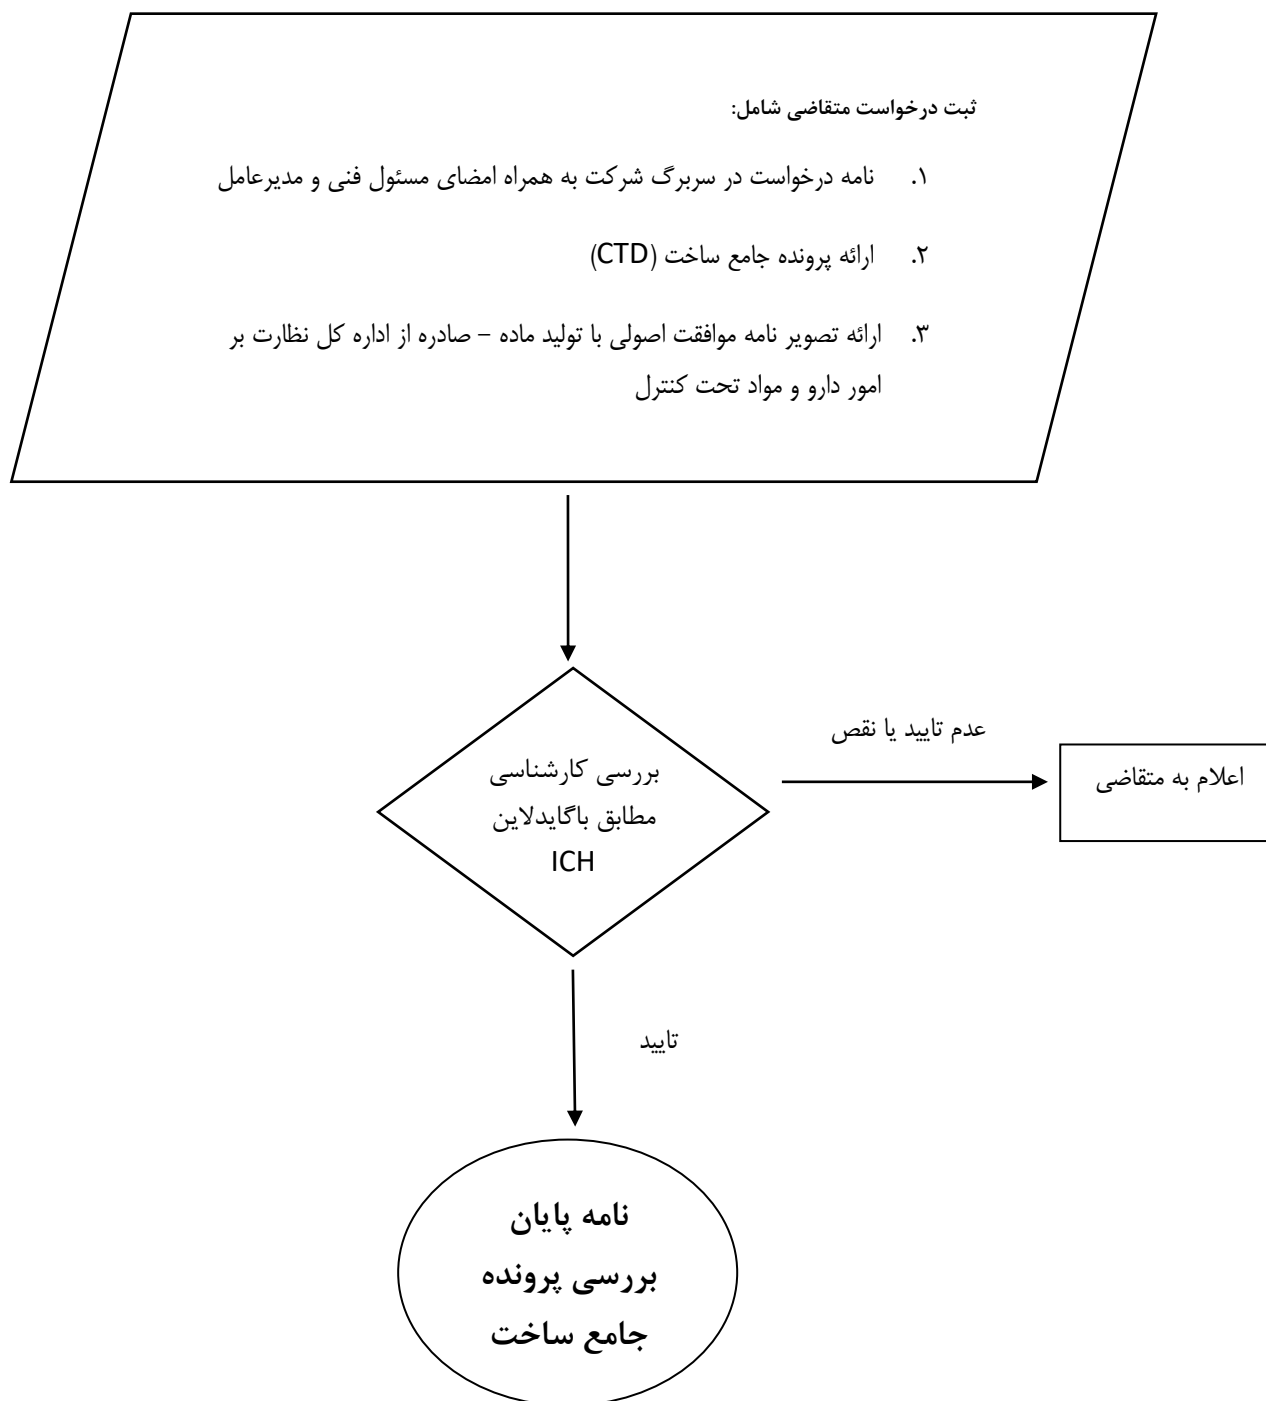 ثبت درخواست متقاضی شامل:
۱. نامه درخواست در سربرگ شرکت به همراه امضای مسئول فنی و مدیرعامل
۲. ارائه پرونده جامع ساخت (CTD)
۳. ارائه تصویر نامه موافقت اصولی با تولید ماده – صادره از اداره کل نظارت بر
امور دارو و مواد تحت کنترل
عدم تایید یا نقص
اعلام به متقاضی
بررسی کارشناسی
مطابق باگایدلاین
ICH
تایید
نامه پایان
بررسی پرونده
جامع ساخت